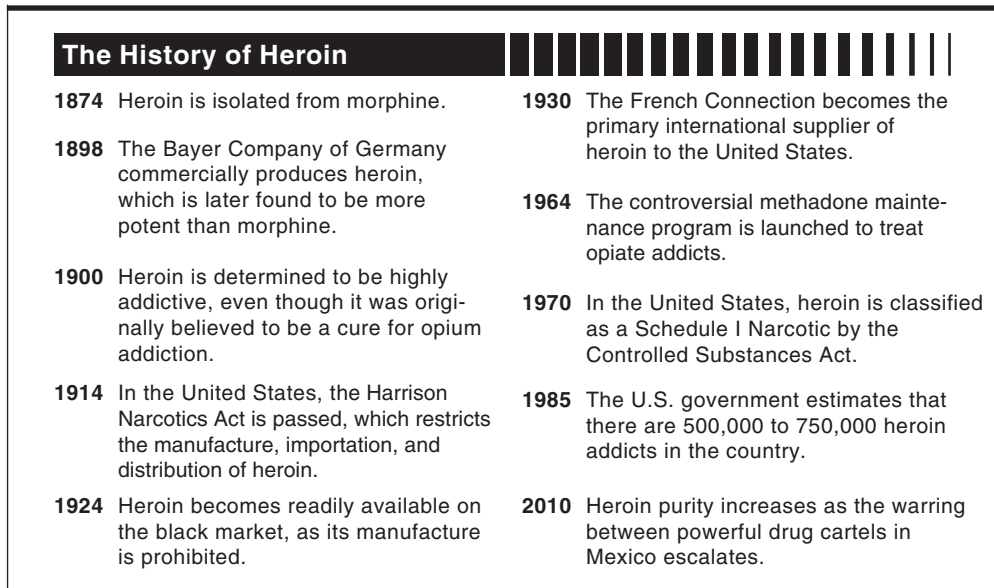 The History of Heroin
1874 Heroin is isolated from morphine.
1898 The Bayer Company of Germany
commercially produces heroin,
which is later found to be more
potent than morphine.
1900 Heroin is determined to be highly
addictive, even though it was origi-
nally believed to be a cure for opium
addiction.
1914 In the United States, the Harrison
Narcotics Act is passed, which restricts
the manufacture, importation, and
distribution of heroin.
1924 Heroin becomes readily available on
the black market, as its manufacture
is prohibited.
1930 The French Connection becomes the
primary international supplier of
heroin to the United States.
1964 The controversial methadone mainte-
nance program is launched to treat
opiate addicts.
1970 In the United States, heroin is classified
as a Schedule I Narcotic by the
Controlled Substances Act.
1985 The U.S. government estimates that
there are 500,000 to 750,000 heroin
addicts in the country.
2010 Heroin purity increases as the warring
between powerful drug cartels in
Mexico escalates.